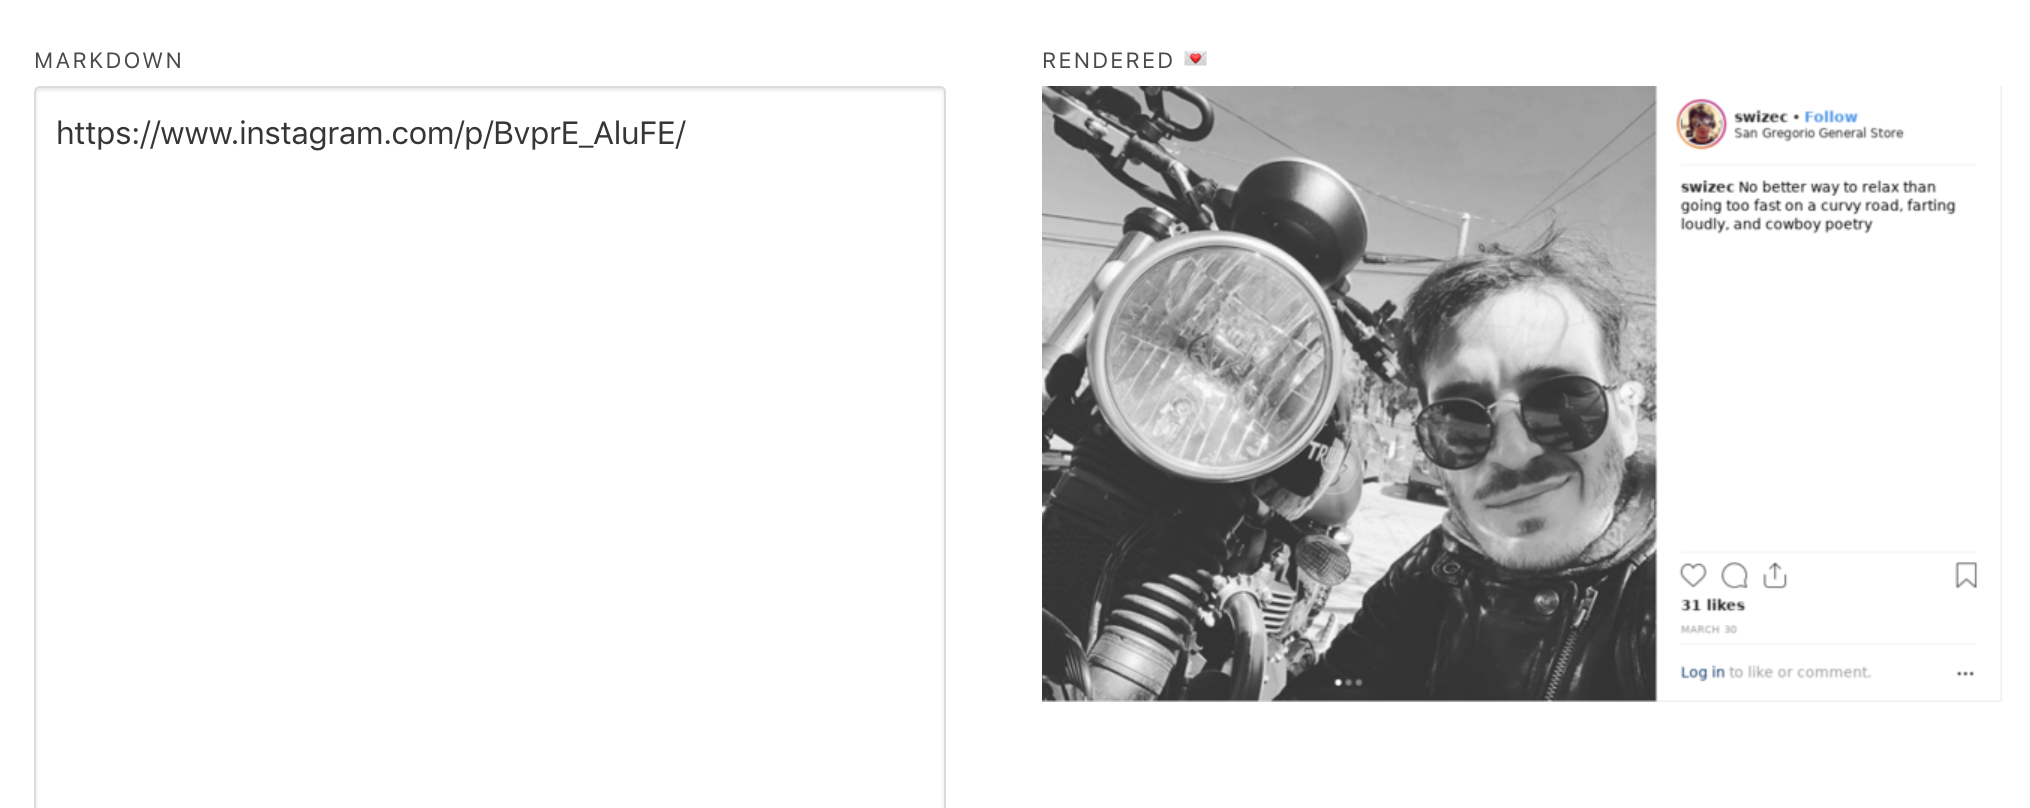 MARKDOWN
https://www.instagram.com/p/BvprE_AluFE/
RENDERED 💌
swizec • Follow
San Gregorio General Store
swizec No better way to relax than
going too fast on a curvy road, farting
loudly, and cowboy poetry
31 likes
MARCH 30
Log in to like or comment.